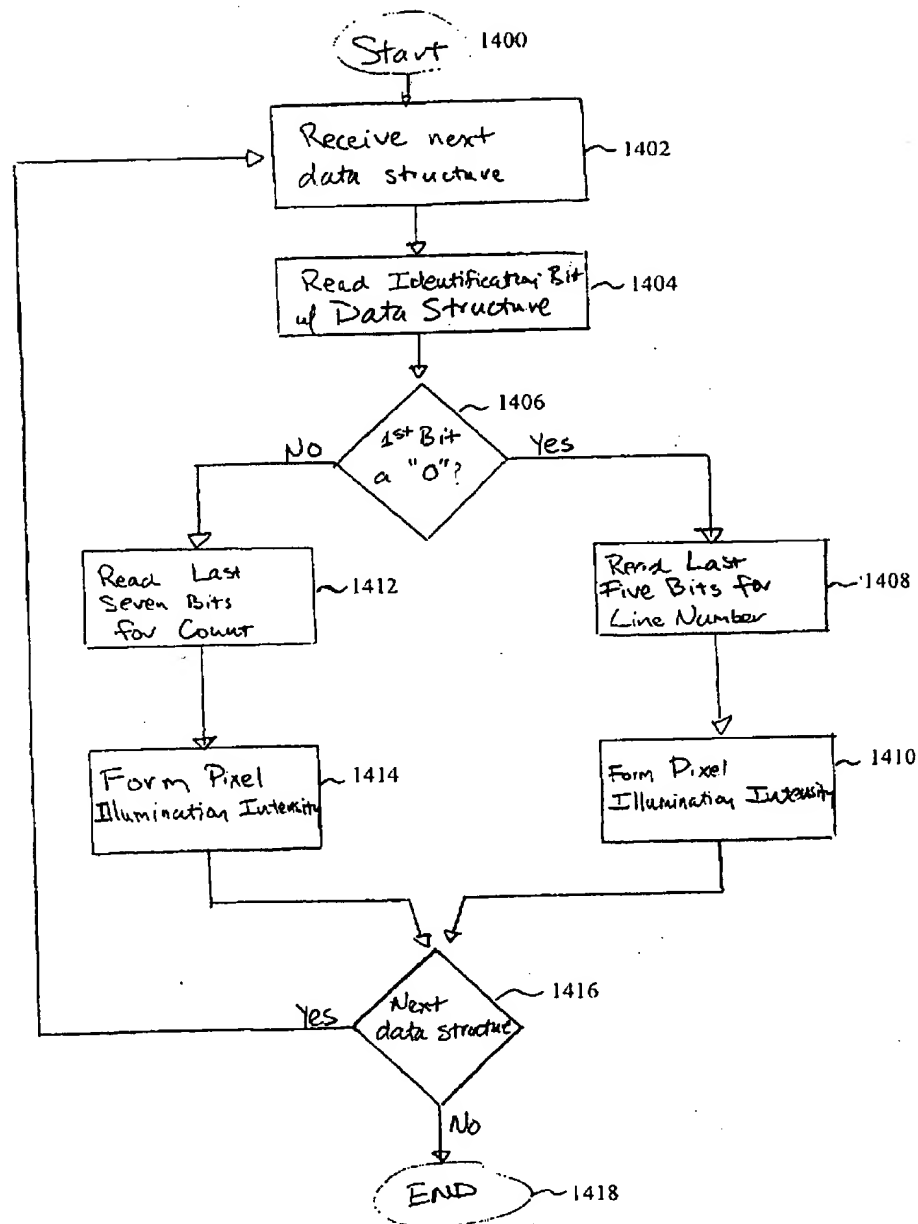 Start 1400
Receive next
data structure
1402
Read Identification Bit
w/ Data Structure
1404
1406
1st Bit
a "0"?
No
Yes
Read Last
Seven Bits
for Count
1412
Read Last
Five Bits for
Line Number
1408
Form Pixel
Illumination Intensity
1414
Form Pixel
Illumination Intensity
1410
Next
data structure
1416
Yes
No
END
1418